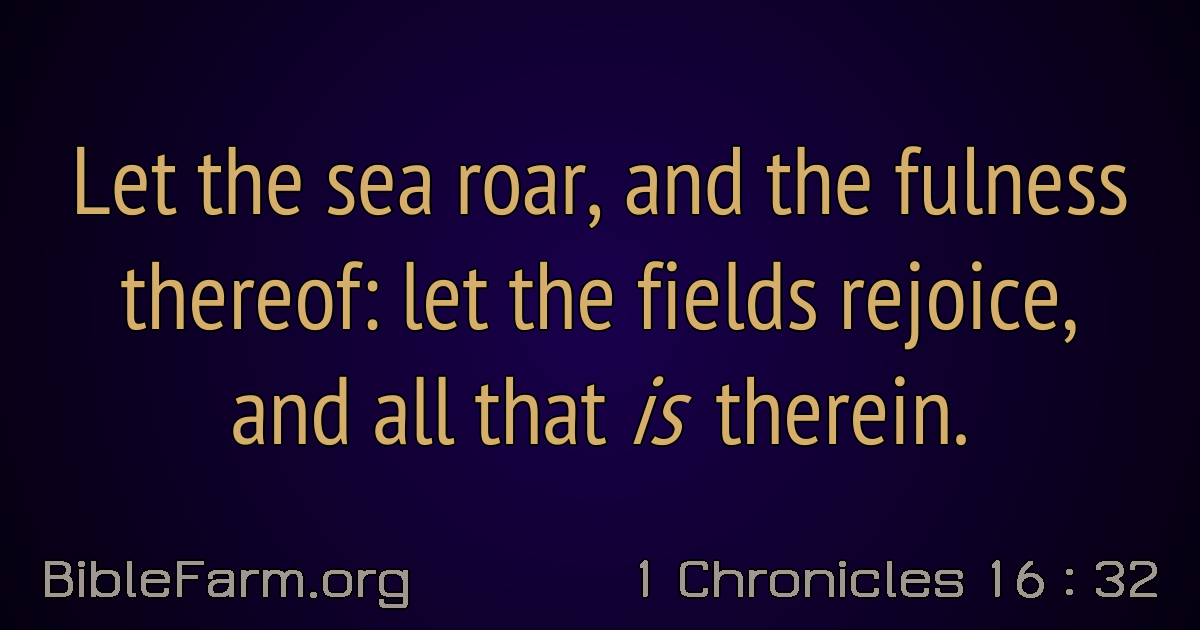 Let the sea roar, and the fulness
thereof: let the fields rejoice,
and all that is therein.
BibleFarm.org
1 Chronicles 16 : 32